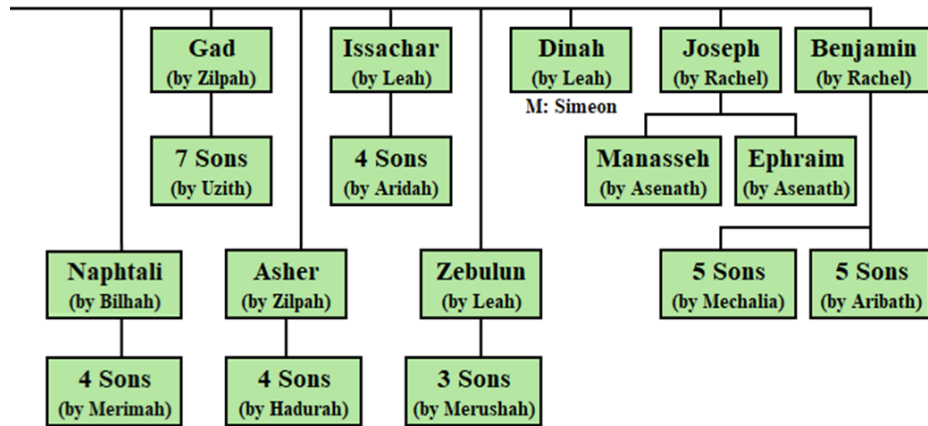 Gad
(by Zilpah)
Issachar
(by Leah)
Dinah
(by Leah)
M: Simeon
Joseph
(by Rachel)
Benjamin
(by Rachel)
7 Sons
(by Uzith)
4 Sons
(by Aridah)
Manasseh
(by Asenath)
Ephraim
(by Asenath)
Naphtali
(by Bilhah)
Asher
(by Zilpah)
Zebulun
(by Leah)
5 Sons
(by Mechalia)
5 Sons
(by Aribath)
4 Sons
(by Merimah)
4 Sons
(by Hadurah)
3 Sons
(by Merushah)